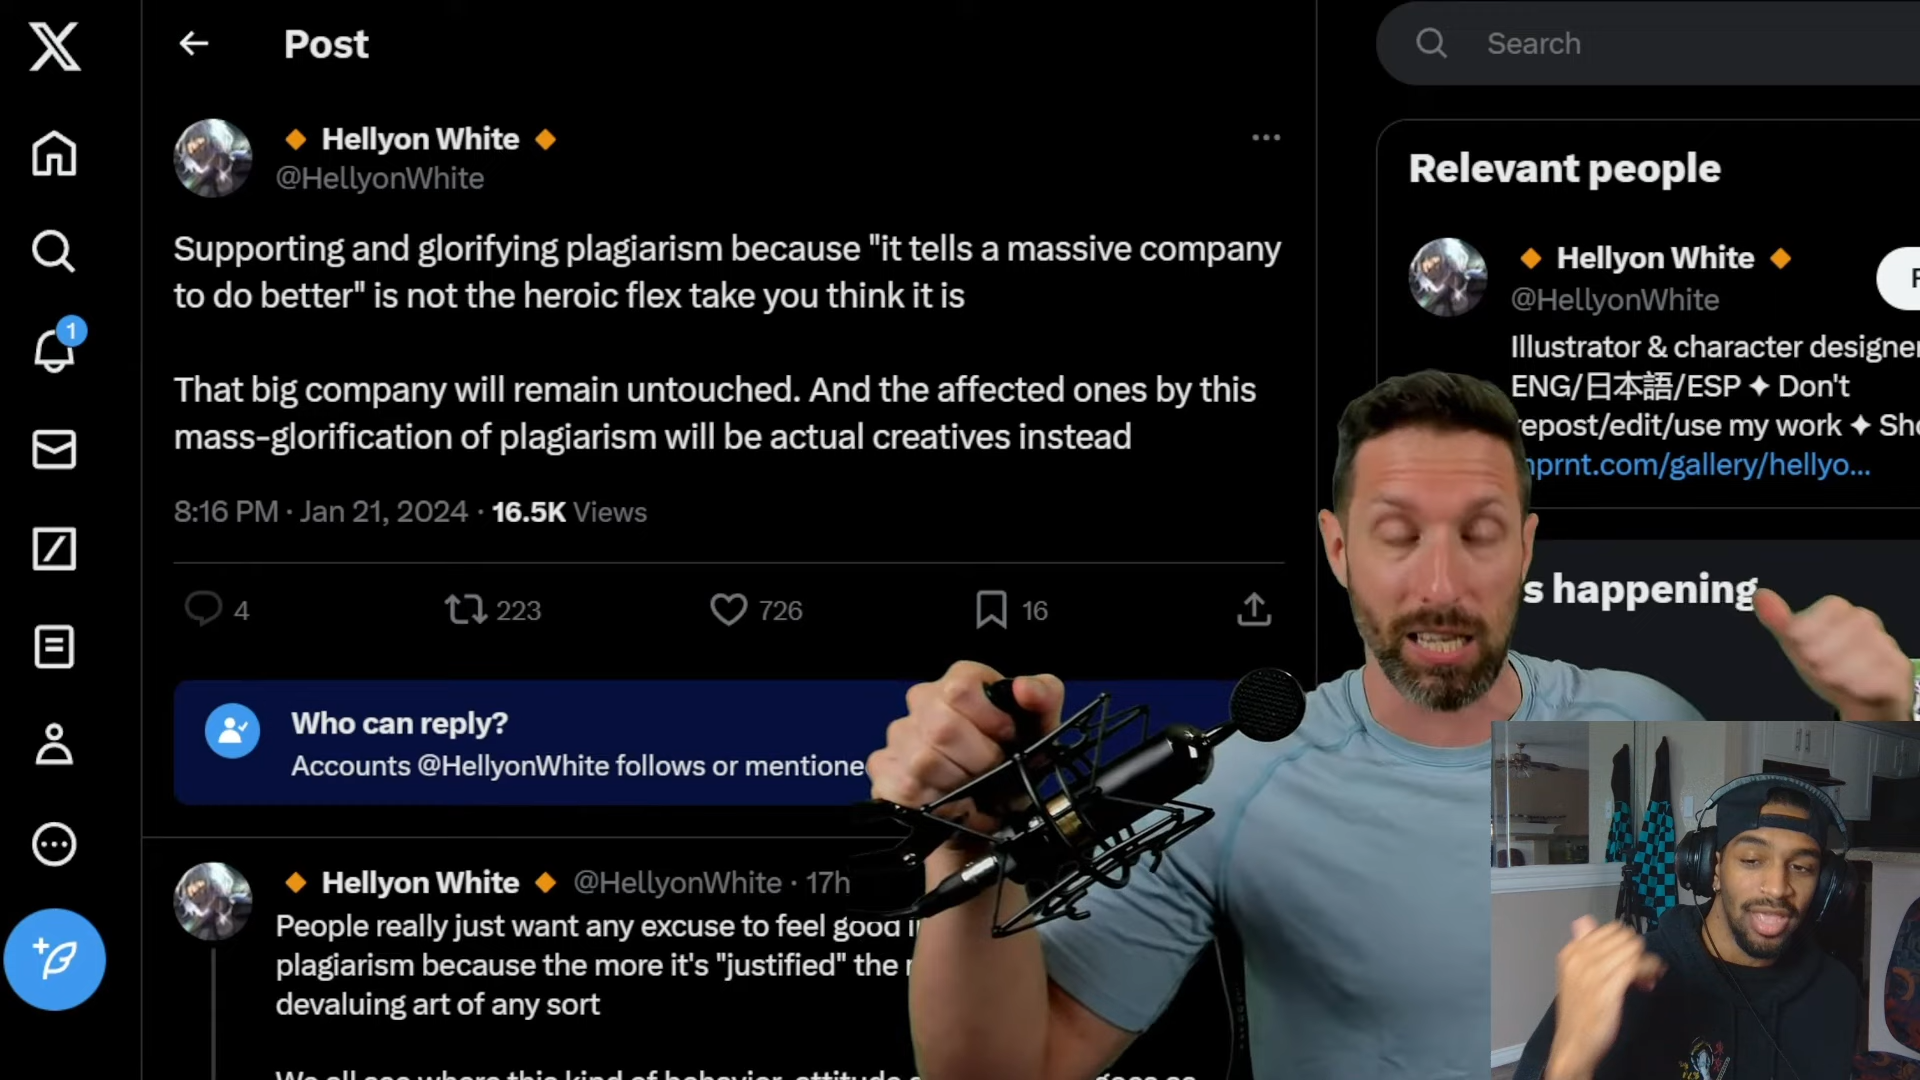 Post
Search
🔸 Hellyon White 🔸
@HellyonWhite
Supporting and glorifying plagiarism because "it tells a massive company
to do better" is not the heroic flex take you think it is
That big company will remain untouched. And the affected ones by this
mass-glorification of plagiarism will be actual creatives instead
8:16 PM · Jan 21, 2024 · 16.5K Views
4 223 726 16
Who can reply?
Accounts @HellyonWhite follows or mentione
🔸 Hellyon White 🔸 @HellyonWhite · 17h
People really just want any excuse to feel good
plagiarism because the more it's "justified" the
devaluing art of any sort
Relevant people
🔸 Hellyon White 🔸
@HellyonWhite
Illustrator & character designer
ENG/日本語/ESP ✦ Don't
repost/edit/use my work ✦
nprnt.com/gallery/hellyo...
s happening
1